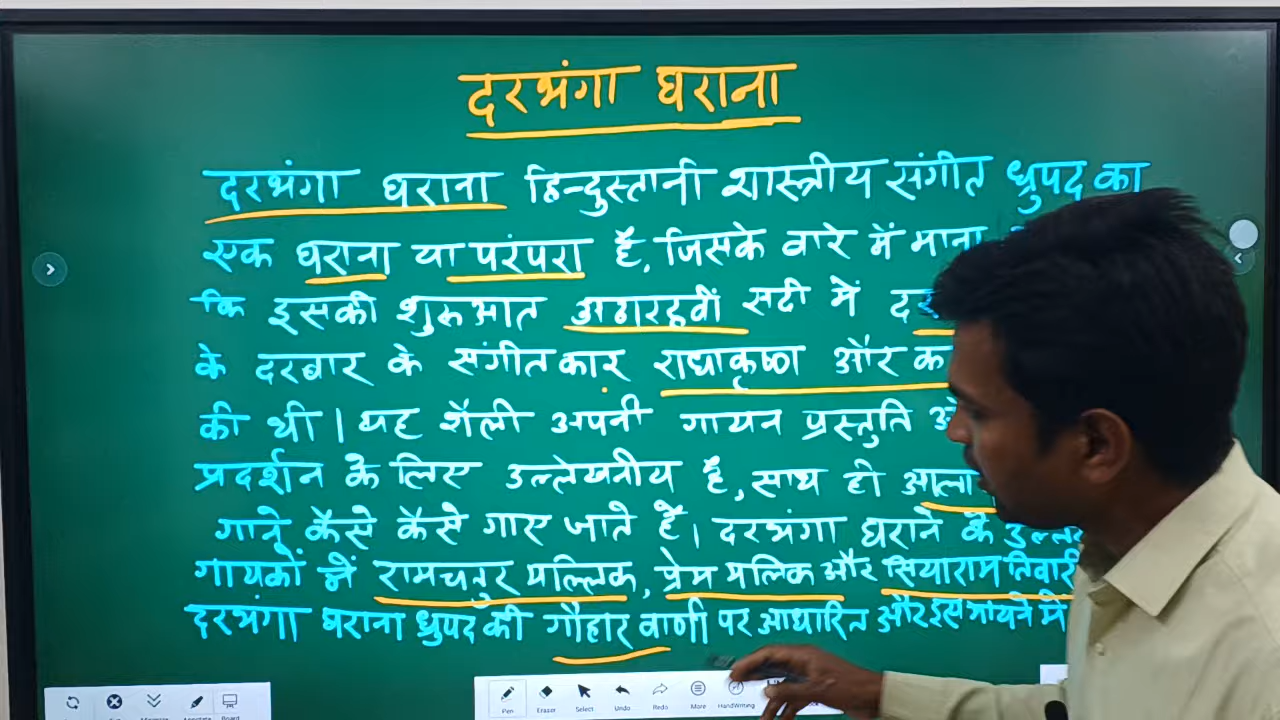 दरभंगा घराना
दरभंगा घराना हिन्दुस्तानी शास्त्रीय संगीत ध्रुपद का
एक घराना या परंपरा है, जिसके वारे में माना
कि इसकी शुरुआत अठारहवीं सदी में
के दरबार के संगीतकार राधाकृष्ण और
की थी। यह शैली अपनी गायन प्रस्तुति
प्रदर्शन के लिए उल्लेखनीय है, साथ ही
गाने कैसे कैसे गाए जाते हैं। दरभंगा घराने के
गायकों में रामचतुर मल्लिक, प्रेम मलिक और सियाराम तिवारी
दरभंगा घराना ध्रुपद की गौहार वाणी पर आधारित और इस मायने में
Annotate Board
Pen Eraser Select Undo Redo More HandWriting